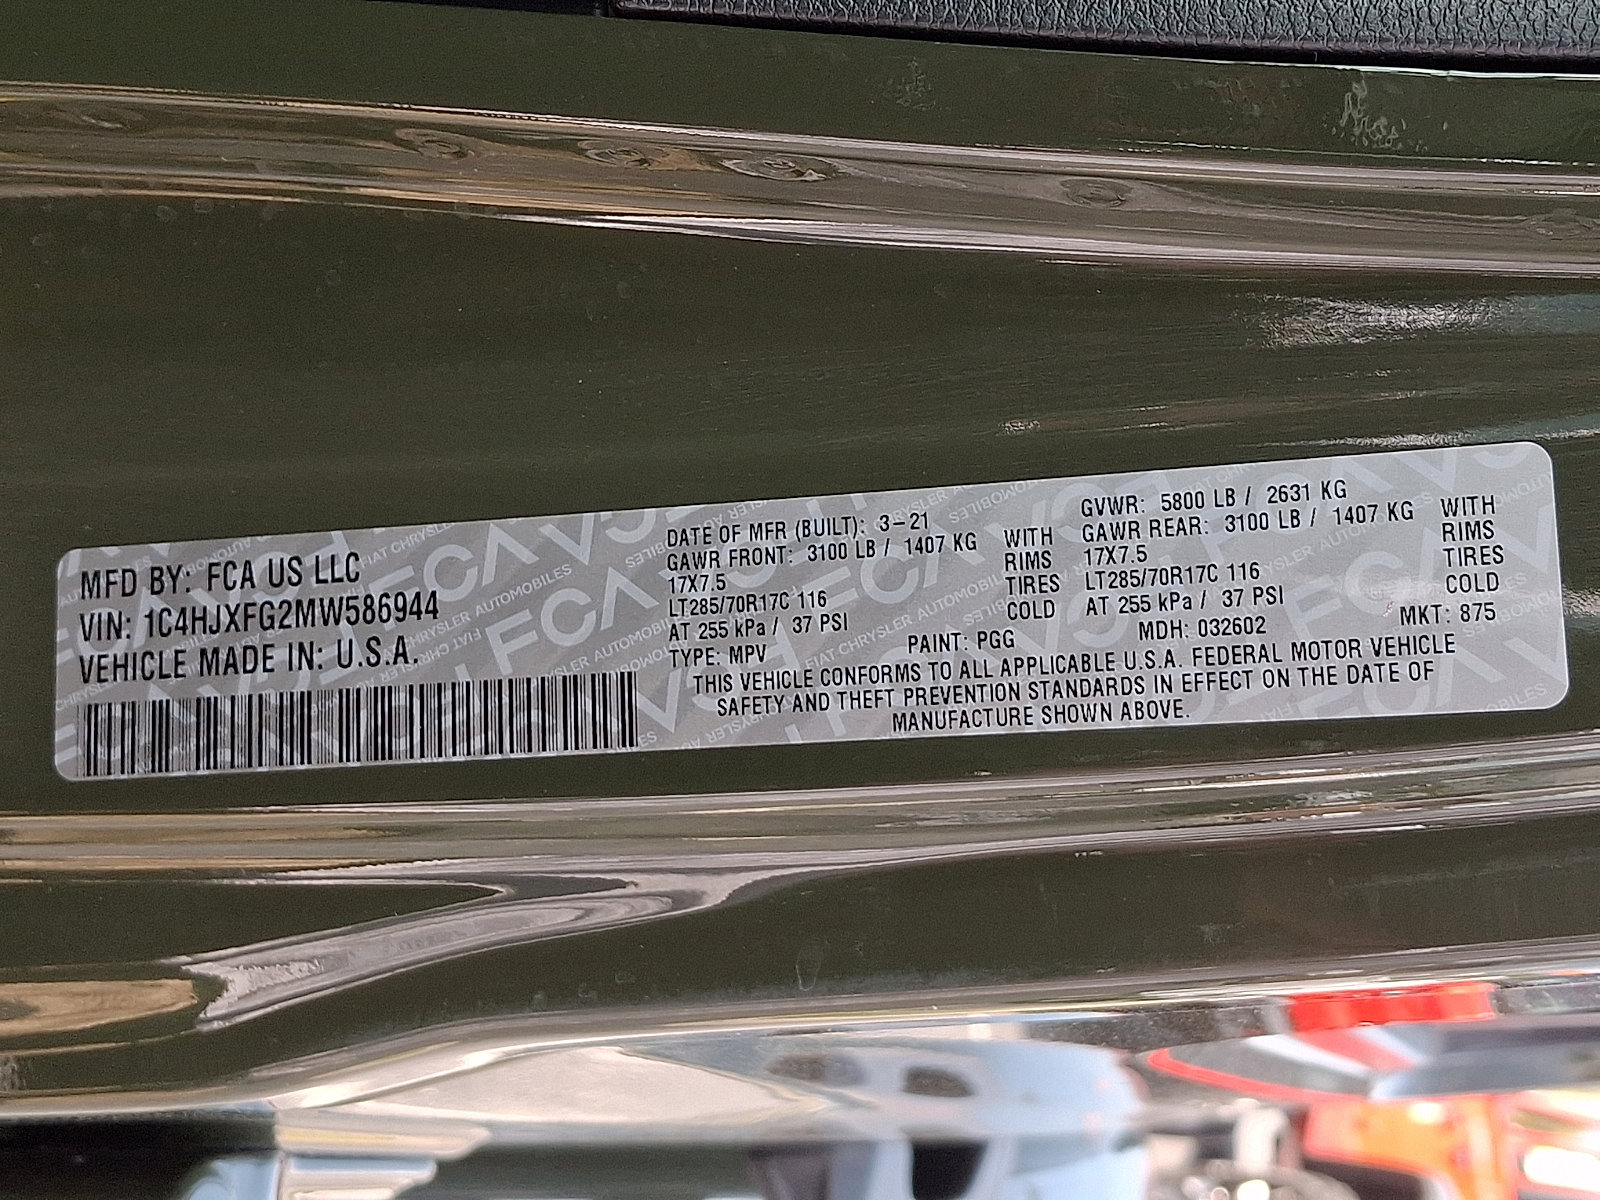 MFD BY: FCA US LLC
VIN: 1C4HJXFG2MW586944
VEHICLE MADE IN: U.S.A.
DATE OF MFR (BUILT): 3-21
GAWR FRONT: 3100 LB / 1407 KG WITH
17X7.5 RIMS
LT285/70R17C 116 TIRES
AT 255 kPa / 37 PSI COLD
GVWR: 5800 LB / 2631 KG
GAWR REAR: 3100 LB / 1407 KG WITH
17X7.5 RIMS
LT285/70R17C 116 TIRES
AT 255 kPa / 37 PSI COLD
TYPE: MPV PAINT: PGG MDH: 032602 MKT: 875
THIS VEHICLE CONFORMS TO ALL APPLICABLE U.S.A. FEDERAL MOTOR VEHICLE
SAFETY AND THEFT PREVENTION STANDARDS IN EFFECT ON THE DATE OF
MANUFACTURE SHOWN ABOVE.